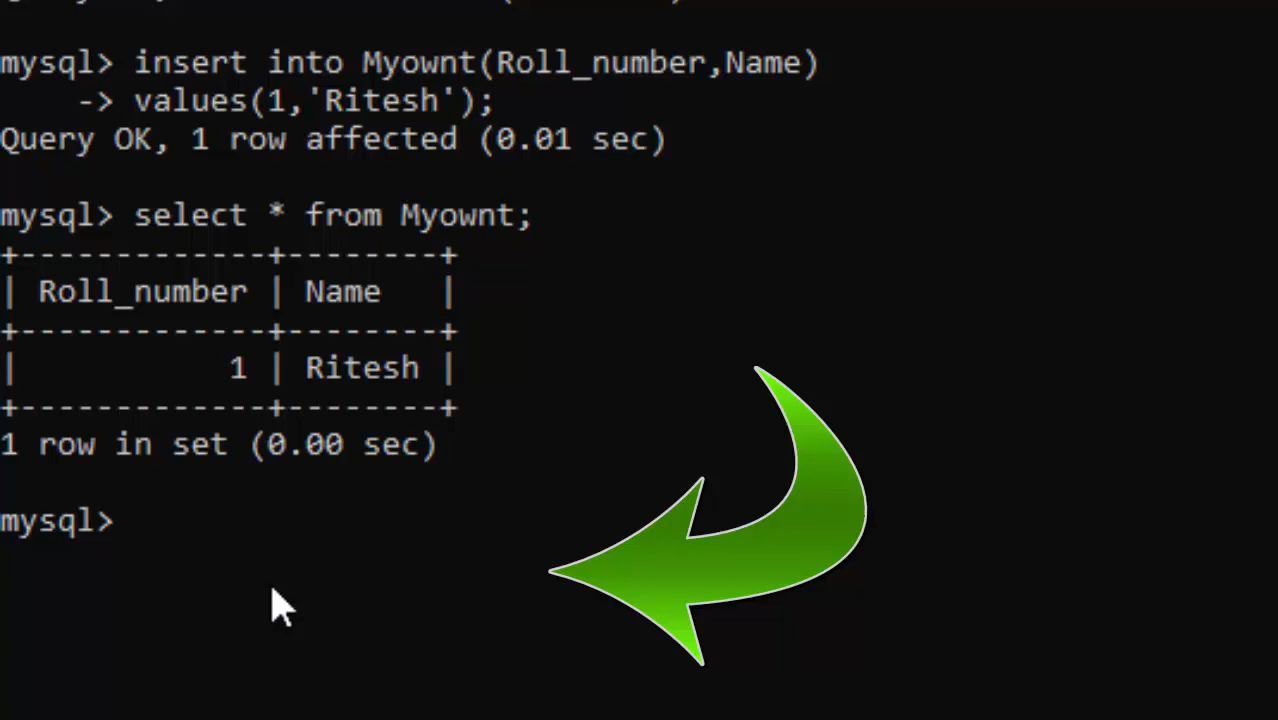 mysql> insert into Myownt(Roll_number,Name)
    -> values(1,'Ritesh');
Query OK, 1 row affected (0.01 sec)
mysql> select * from Myownt;
+-------------+--------+
| Roll_number | Name   |
+-------------+--------+
|           1 | Ritesh |
+-------------+--------+
1 row in set (0.00 sec)
mysql>